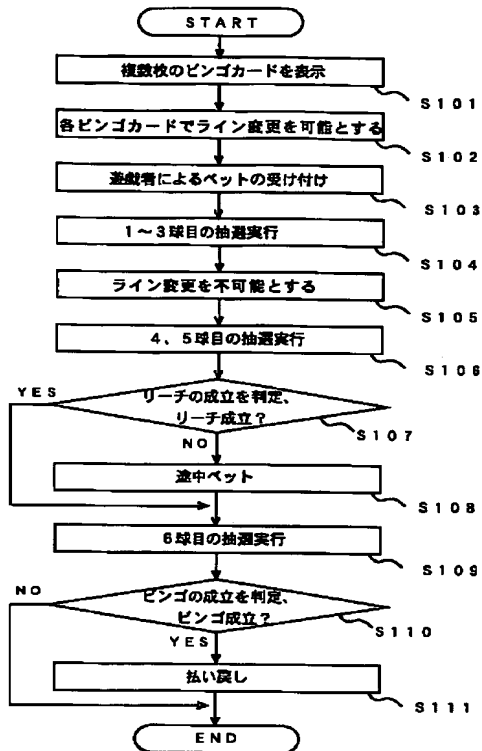 START
複数枚のビンゴカードを表示
S101
各ビンゴカードでライン変更を可能とする
S102
遊戯者によるベットの受け付け
S103
1～3球目の抽選実行
S104
ライン変更を不可能とする
S105
4、5球目の抽選実行
S106
YES
リーチの成立を判定、
リーチ成立？
S107
NO
途中ベット
S108
6球目の抽選実行
S109
NO
ビンゴの成立を判定、
ビンゴ成立？
S110
YES
払い戻し
S111
END